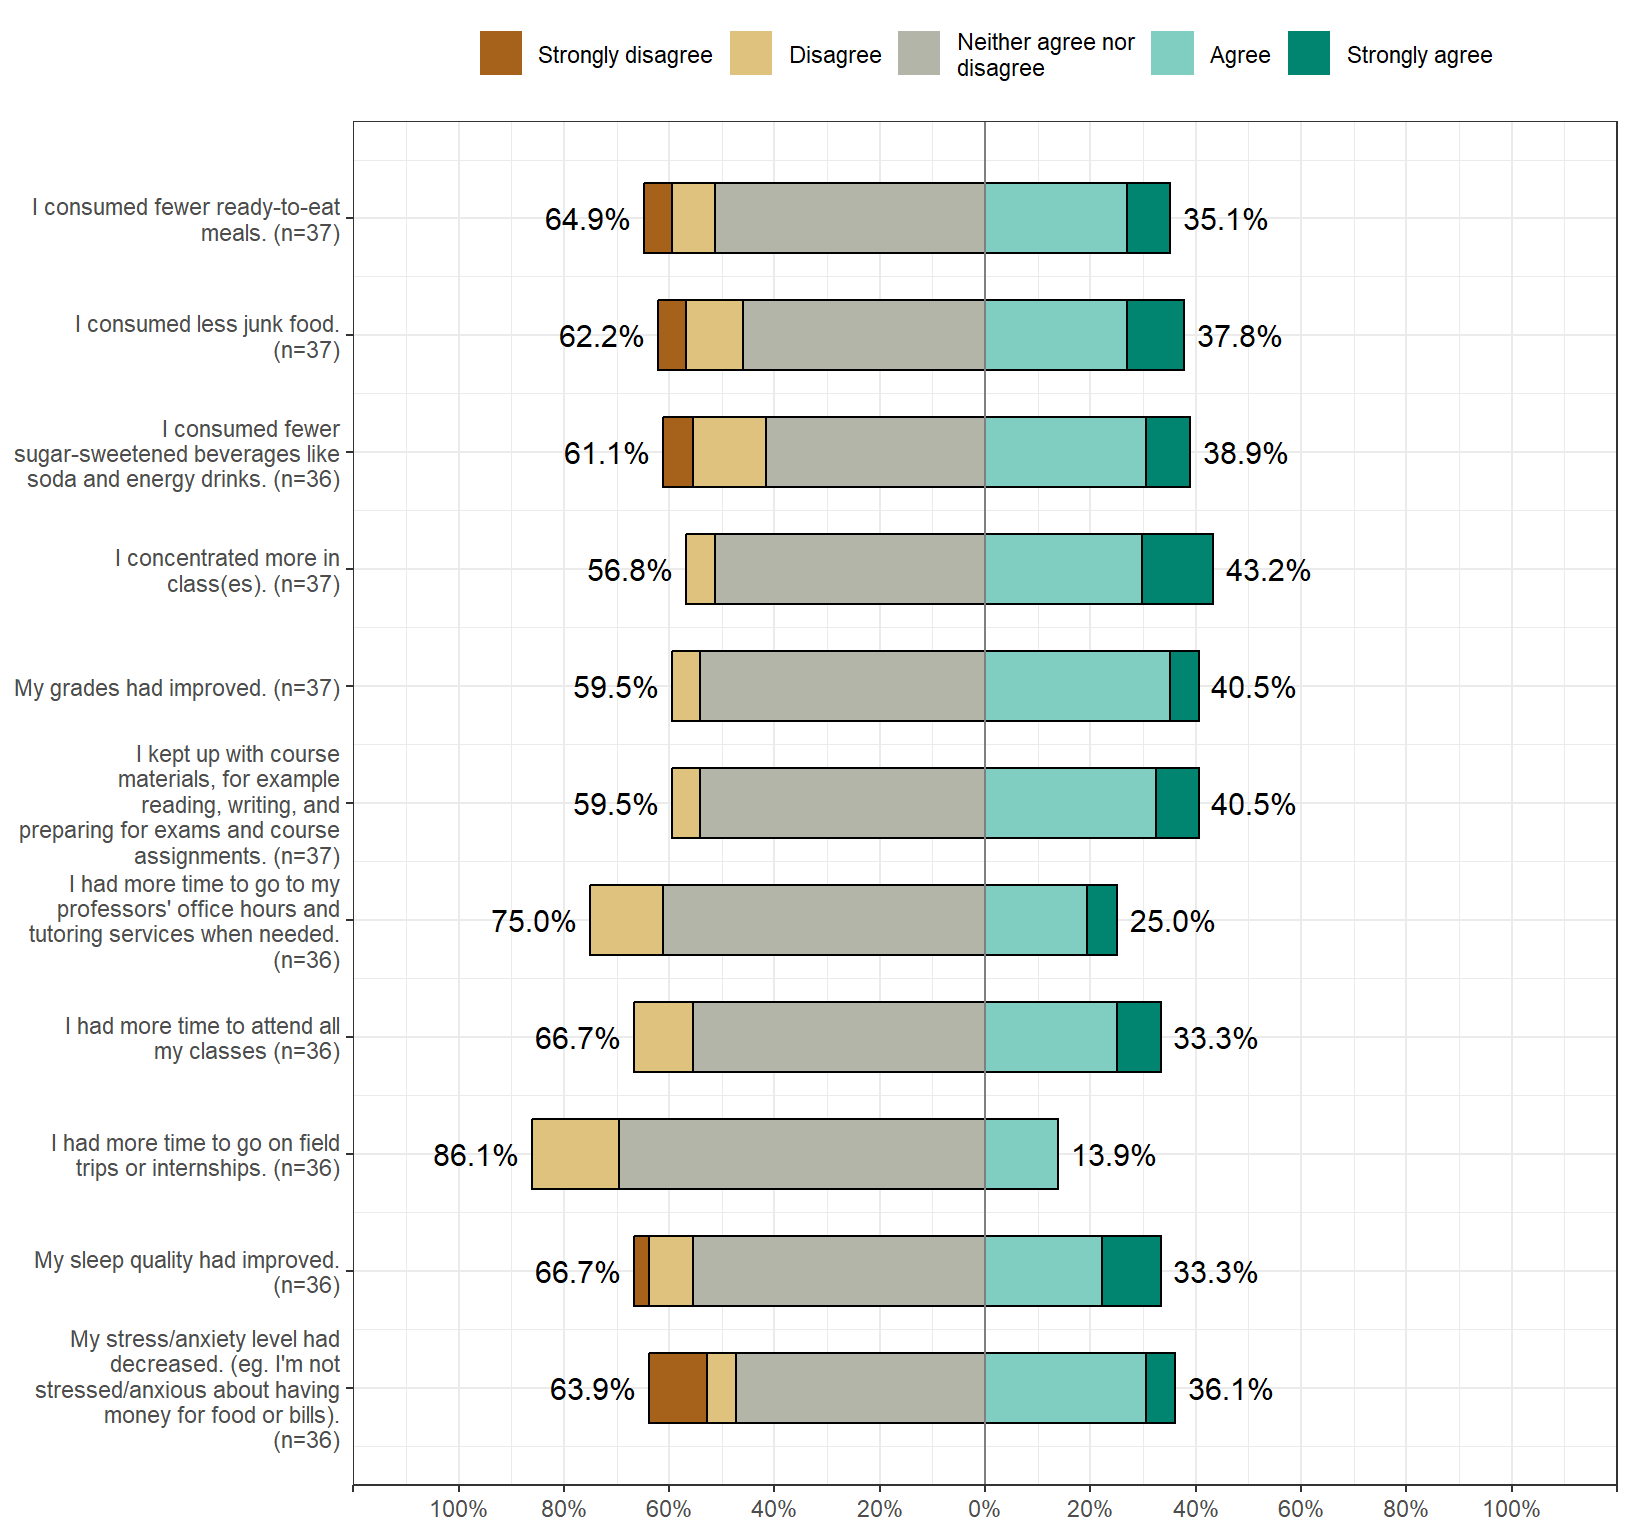 Strongly disagree
Disagree
Neither agree nor
disagree
Agree
Strongly agree
I consumed fewer ready-to-eat
meals. (n=37)
64.9%
35.1%
I consumed less junk food.
(n=37)
62.2%
37.8%
I consumed fewer
sugar-sweetened beverages like
soda and energy drinks. (n=36)
61.1%
38.9%
I concentrated more in
class(es). (n=37)
56.8%
43.2%
My grades had improved. (n=37)
59.5%
40.5%
I kept up with course
materials, for example
reading, writing, and
preparing for exams and course
assignments. (n=37)
59.5%
40.5%
I had more time to go to my
professors' office hours and
tutoring services when needed.
(n=36)
75.0%
25.0%
I had more time to attend all
my classes (n=36)
66.7%
33.3%
I had more time to go on field
trips or internships. (n=36)
86.1%
13.9%
My sleep quality had improved.
(n=36)
66.7%
33.3%
My stress/anxiety level had
decreased. (eg. I'm not
stressed/anxious about having
money for food or bills).
(n=36)
63.9%
36.1%
100% 80% 60% 40% 20% 0% 20% 40% 60% 80% 100%